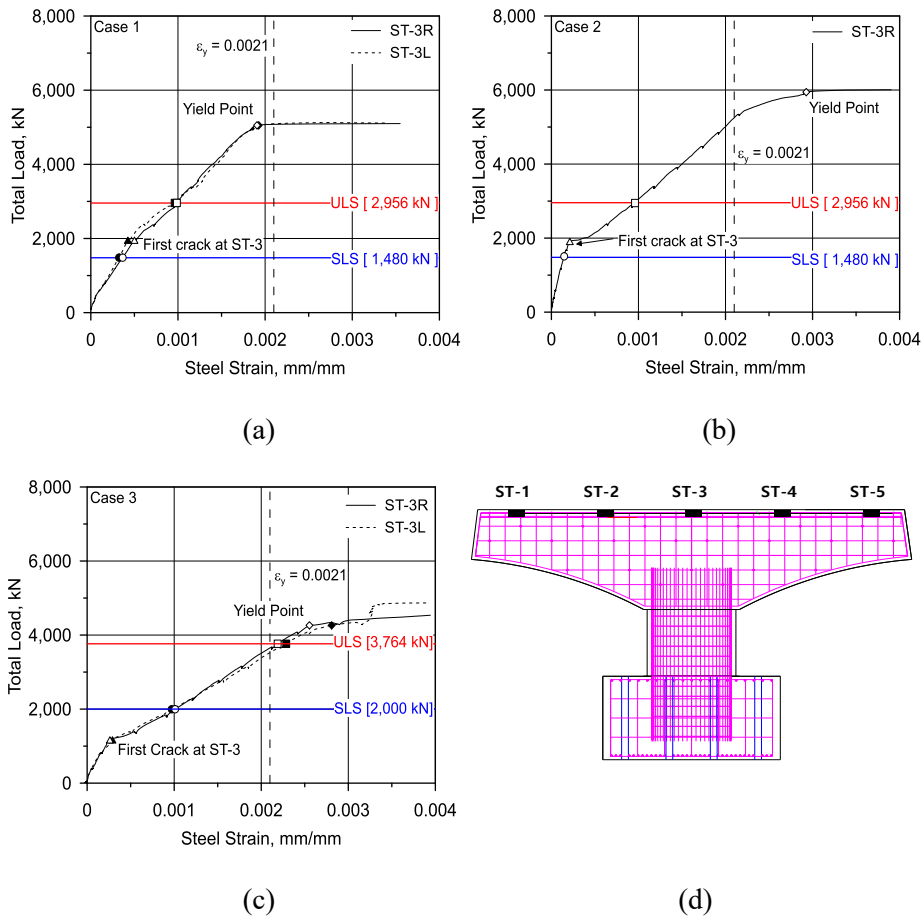 Case 1
ε_y = 0.0021
ST-3R
ST-3L
Yield Point
ULS [ 2,956 kN ]
First crack at ST-3
SLS [ 1,480 kN ]
Total Load, kN
8,000
6,000
4,000
2,000
0
0 0.001 0.002 0.003 0.004
Steel Strain, mm/mm
(a)
Case 2
ST-3R
Yield Point
ε_y = 0.0021
ULS [ 2,956 kN ]
First crack at ST-3
SLS [ 1,480 kN ]
Total Load, kN
8,000
6,000
4,000
2,000
0
0 0.001 0.002 0.003 0.004
Steel Strain, mm/mm
(b)
Case 3
ST-3R
ST-3L
ε_y = 0.0021
Yield Point
ULS [3,764 kN]
SLS [2,000 kN]
First Crack at ST-3
Total Load, kN
8,000
6,000
4,000
2,000
0
0 0.001 0.002 0.003 0.004
Steel Strain, mm/mm
(c)
ST-1 ST-2 ST-3 ST-4 ST-5
(d)